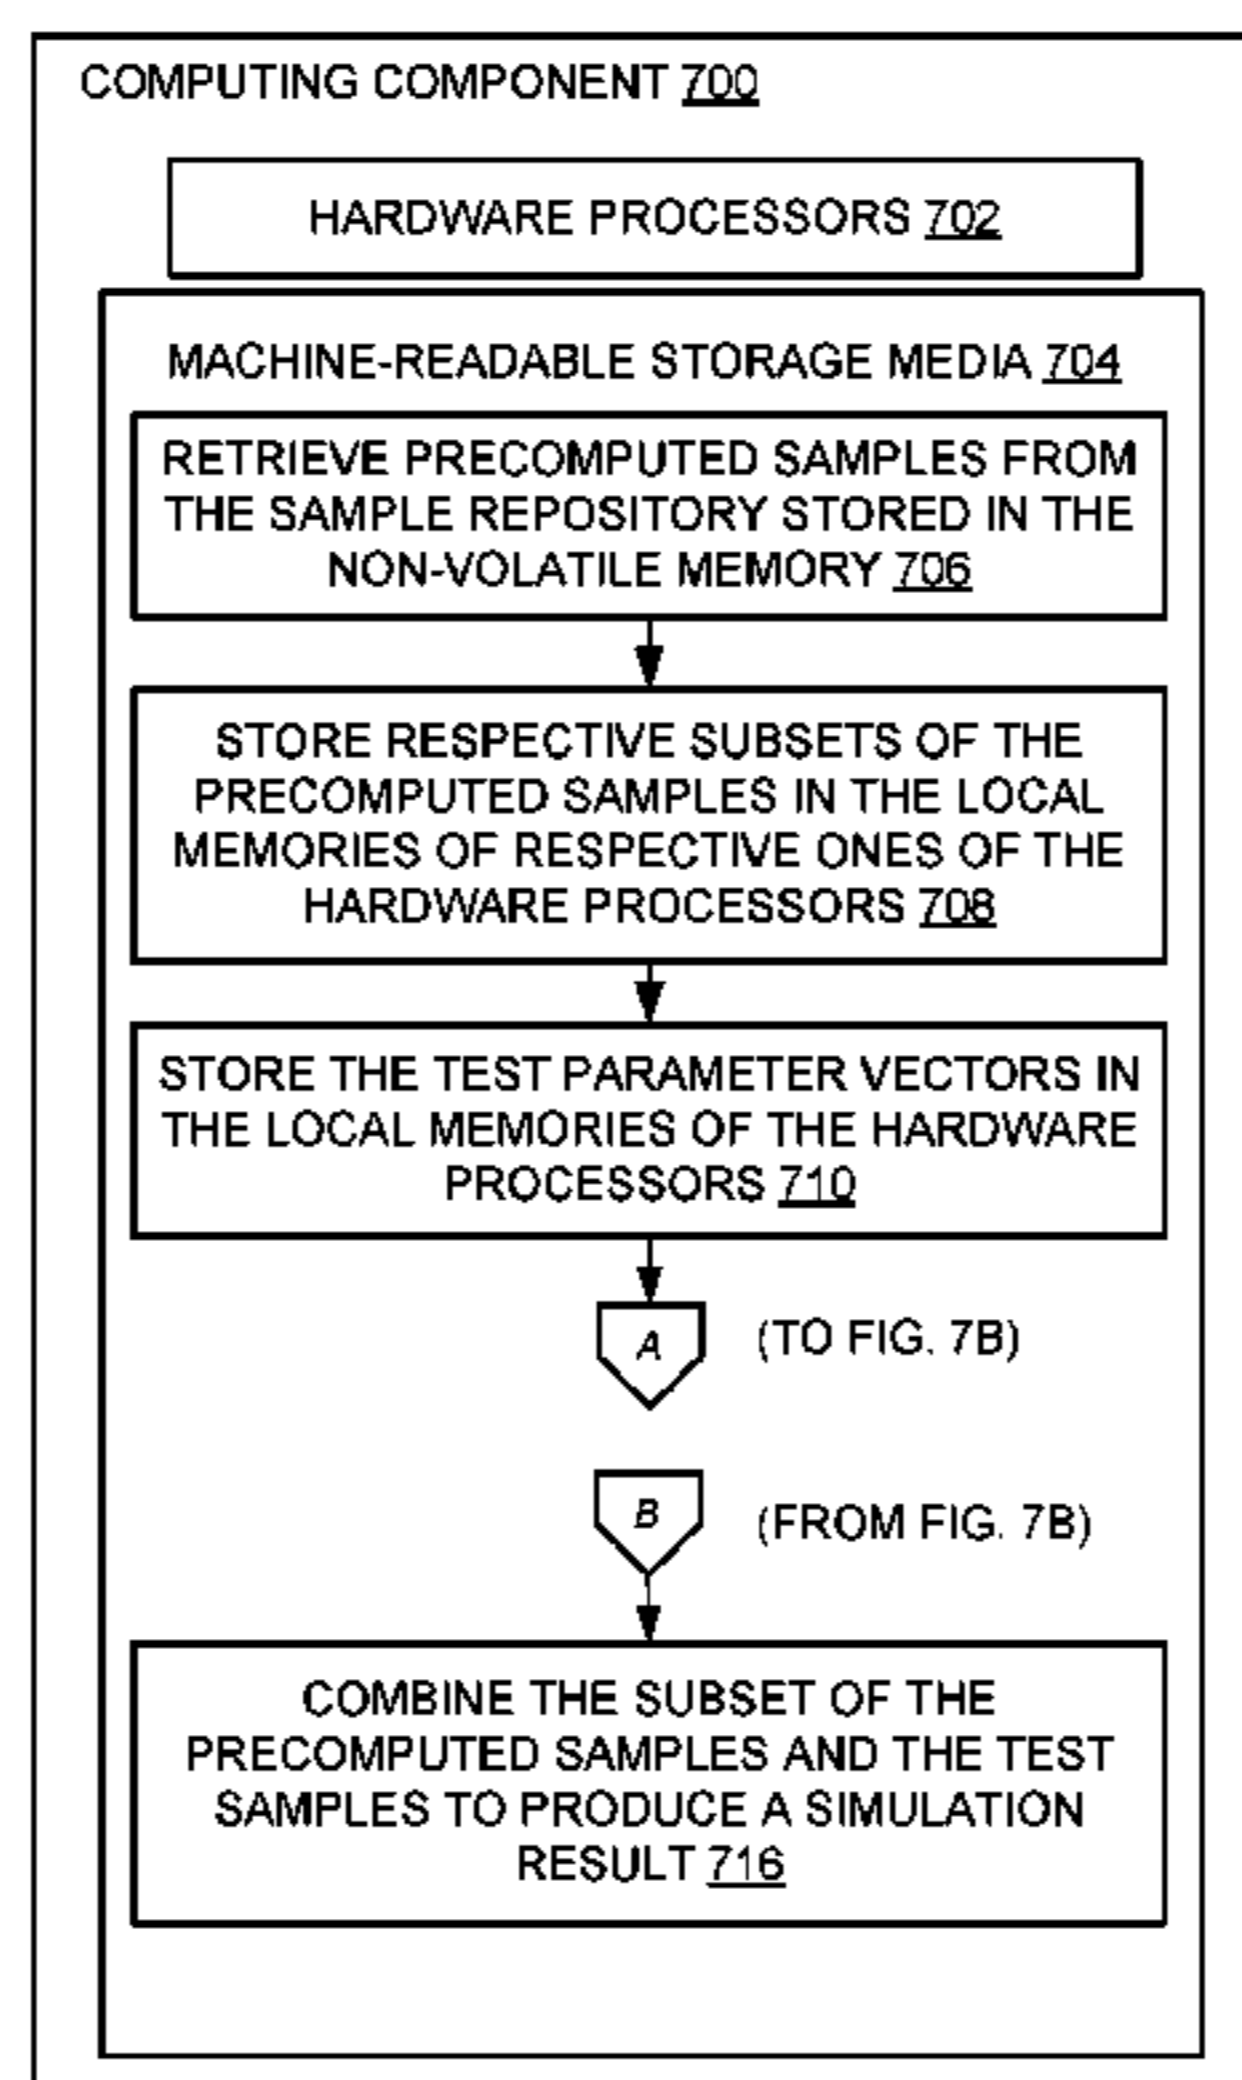 COMPUTING COMPONENT 700
HARDWARE PROCESSORS 702
MACHINE-READABLE STORAGE MEDIA 704
RETRIEVE PRECOMPUTED SAMPLES FROM
THE SAMPLE REPOSITORY STORED IN THE
NON-VOLATILE MEMORY 706
STORE RESPECTIVE SUBSETS OF THE
PRECOMPUTED SAMPLES IN THE LOCAL
MEMORIES OF RESPECTIVE ONES OF THE
HARDWARE PROCESSORS 708
STORE THE TEST PARAMETER VECTORS IN
THE LOCAL MEMORIES OF THE HARDWARE
PROCESSORS 710
A (TO FIG. 7B)
B (FROM FIG. 7B)
COMBINE THE SUBSET OF THE
PRECOMPUTED SAMPLES AND THE TEST
SAMPLES TO PRODUCE A SIMULATION
RESULT 716